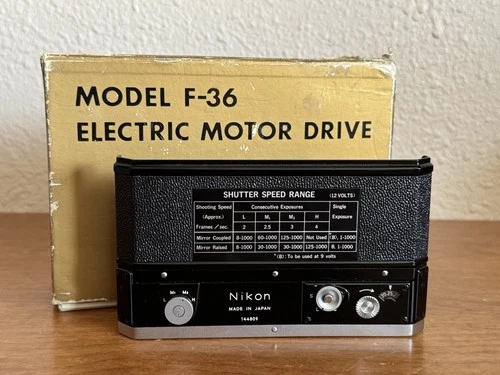 MODEL F-36
ELECTRIC MOTOR DRIVE
SHUTTER SPEED RANGE (12 VOLTS)
Shooting Speed Consecutive Exposures Single
(Approx.) L M₁ M₂ H Exposure
Frames/sec. 2 2.5 3 4
Mirror Coupled 8-1000 60-1000 125-1000 Not Used (B), 1-1000
Mirror Raised 8-1000 30-1000 30-1000 125-1000 B, 1-1000
*(B): To be used at 9 volts
M₁ M₂
L H
Nikon
MADE IN JAPAN
144809
S
L